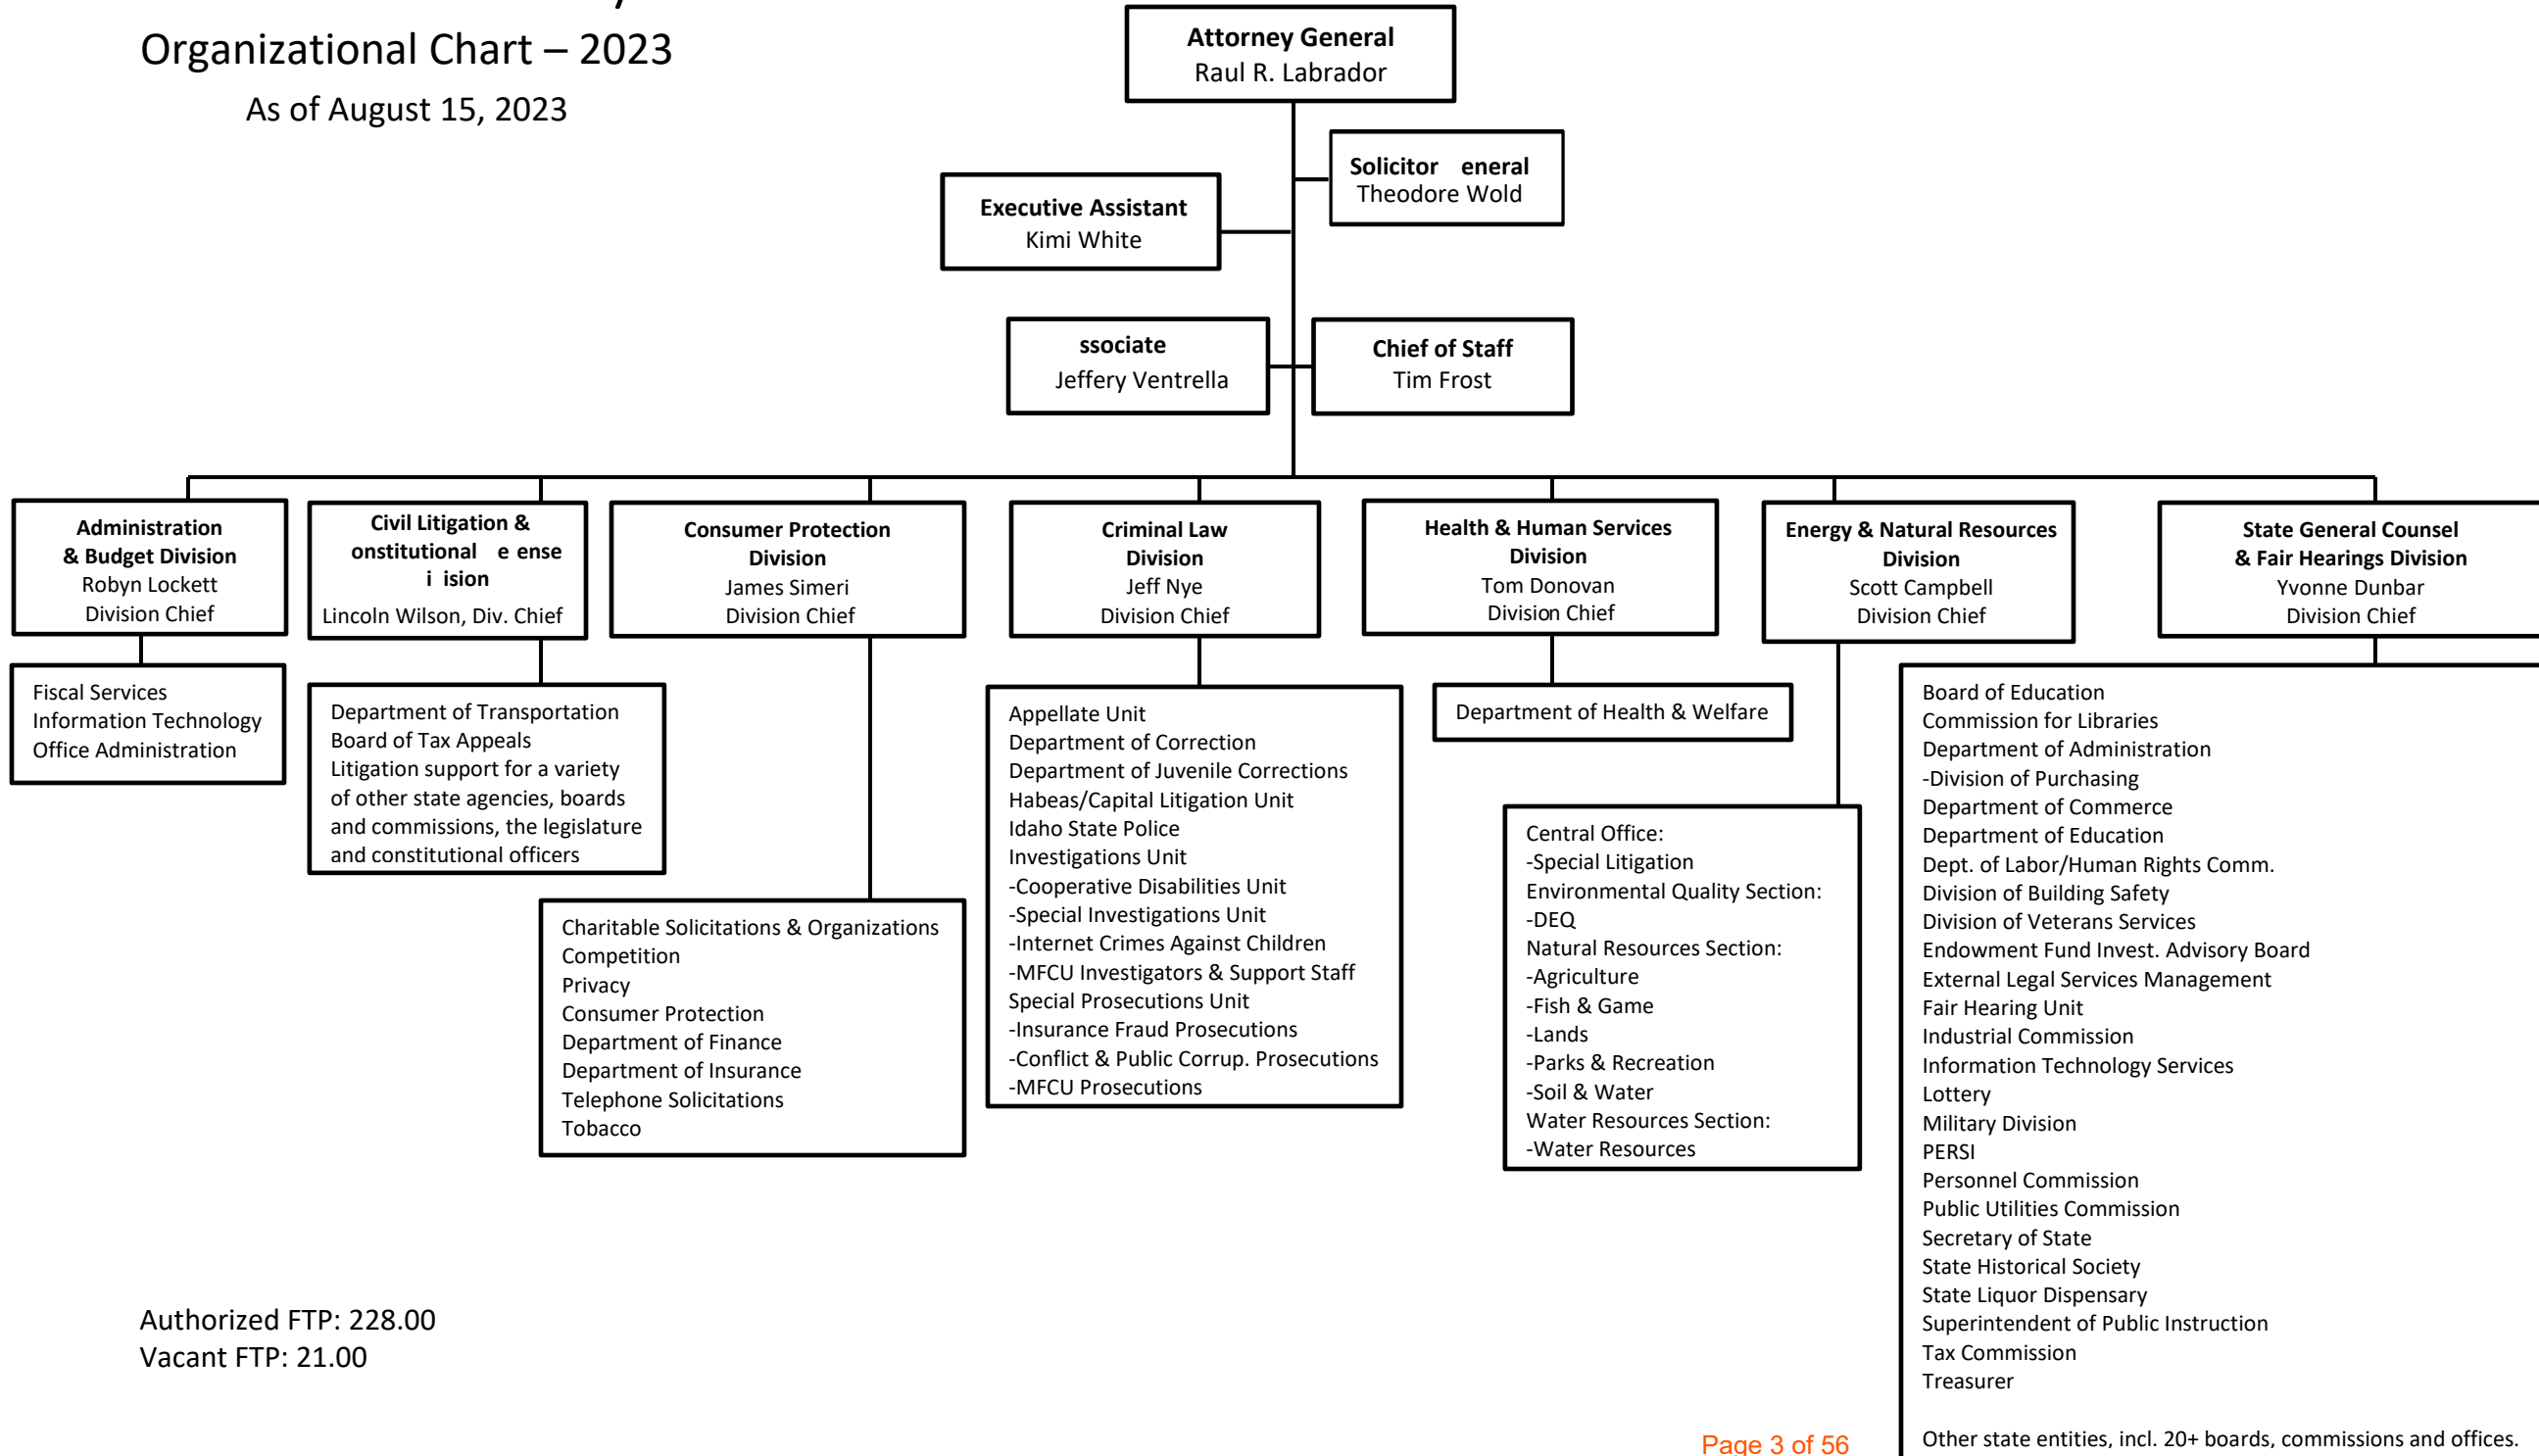 Organizational Chart – 2023
As of August 15, 2023
Attorney General
Raul R. Labrador
Solicitor eneral
Theodore Wold
Executive Assistant
Kimi White
ssociate
Jeffery Ventrella
Chief of Staff
Tim Frost
Administration
& Budget Division
Robyn Lockett
Division Chief
Civil Litigation &
onstitutional e ense
i ision
Lincoln Wilson, Div. Chief
Consumer Protection
Division
James Simeri
Division Chief
Criminal Law
Division
Jeff Nye
Division Chief
Health & Human Services
Division
Tom Donovan
Division Chief
Energy & Natural Resources
Division
Scott Campbell
Division Chief
State General Counsel
& Fair Hearings Division
Yvonne Dunbar
Division Chief
Fiscal Services
Information Technology
Office Administration
Department of Transportation
Board of Tax Appeals
Litigation support for a variety
of other state agencies, boards
and commissions, the legislature
and constitutional officers
Charitable Solicitations & Organizations
Competition
Privacy
Consumer Protection
Department of Finance
Department of Insurance
Telephone Solicitations
Tobacco
Appellate Unit
Department of Correction
Department of Juvenile Corrections
Habeas/Capital Litigation Unit
Idaho State Police
Investigations Unit
-Cooperative Disabilities Unit
-Special Investigations Unit
-Internet Crimes Against Children
-MFCU Investigators & Support Staff
Special Prosecutions Unit
-Insurance Fraud Prosecutions
-Conflict & Public Corrup. Prosecutions
-MFCU Prosecutions
Department of Health & Welfare
Central Office:
-Special Litigation
Environmental Quality Section:
-DEQ
Natural Resources Section:
-Agriculture
-Fish & Game
-Lands
-Parks & Recreation
-Soil & Water
Water Resources Section:
-Water Resources
Board of Education
Commission for Libraries
Department of Administration
-Division of Purchasing
Department of Commerce
Department of Education
Dept. of Labor/Human Rights Comm.
Division of Building Safety
Division of Veterans Services
Endowment Fund Invest. Advisory Board
External Legal Services Management
Fair Hearing Unit
Industrial Commission
Information Technology Services
Lottery
Military Division
PERSI
Personnel Commission
Public Utilities Commission
Secretary of State
State Historical Society
State Liquor Dispensary
Superintendent of Public Instruction
Tax Commission
Treasurer
Other state entities, incl. 20+ boards, commissions and offices.
Authorized FTP: 228.00
Vacant FTP: 21.00
Page 3 of 56